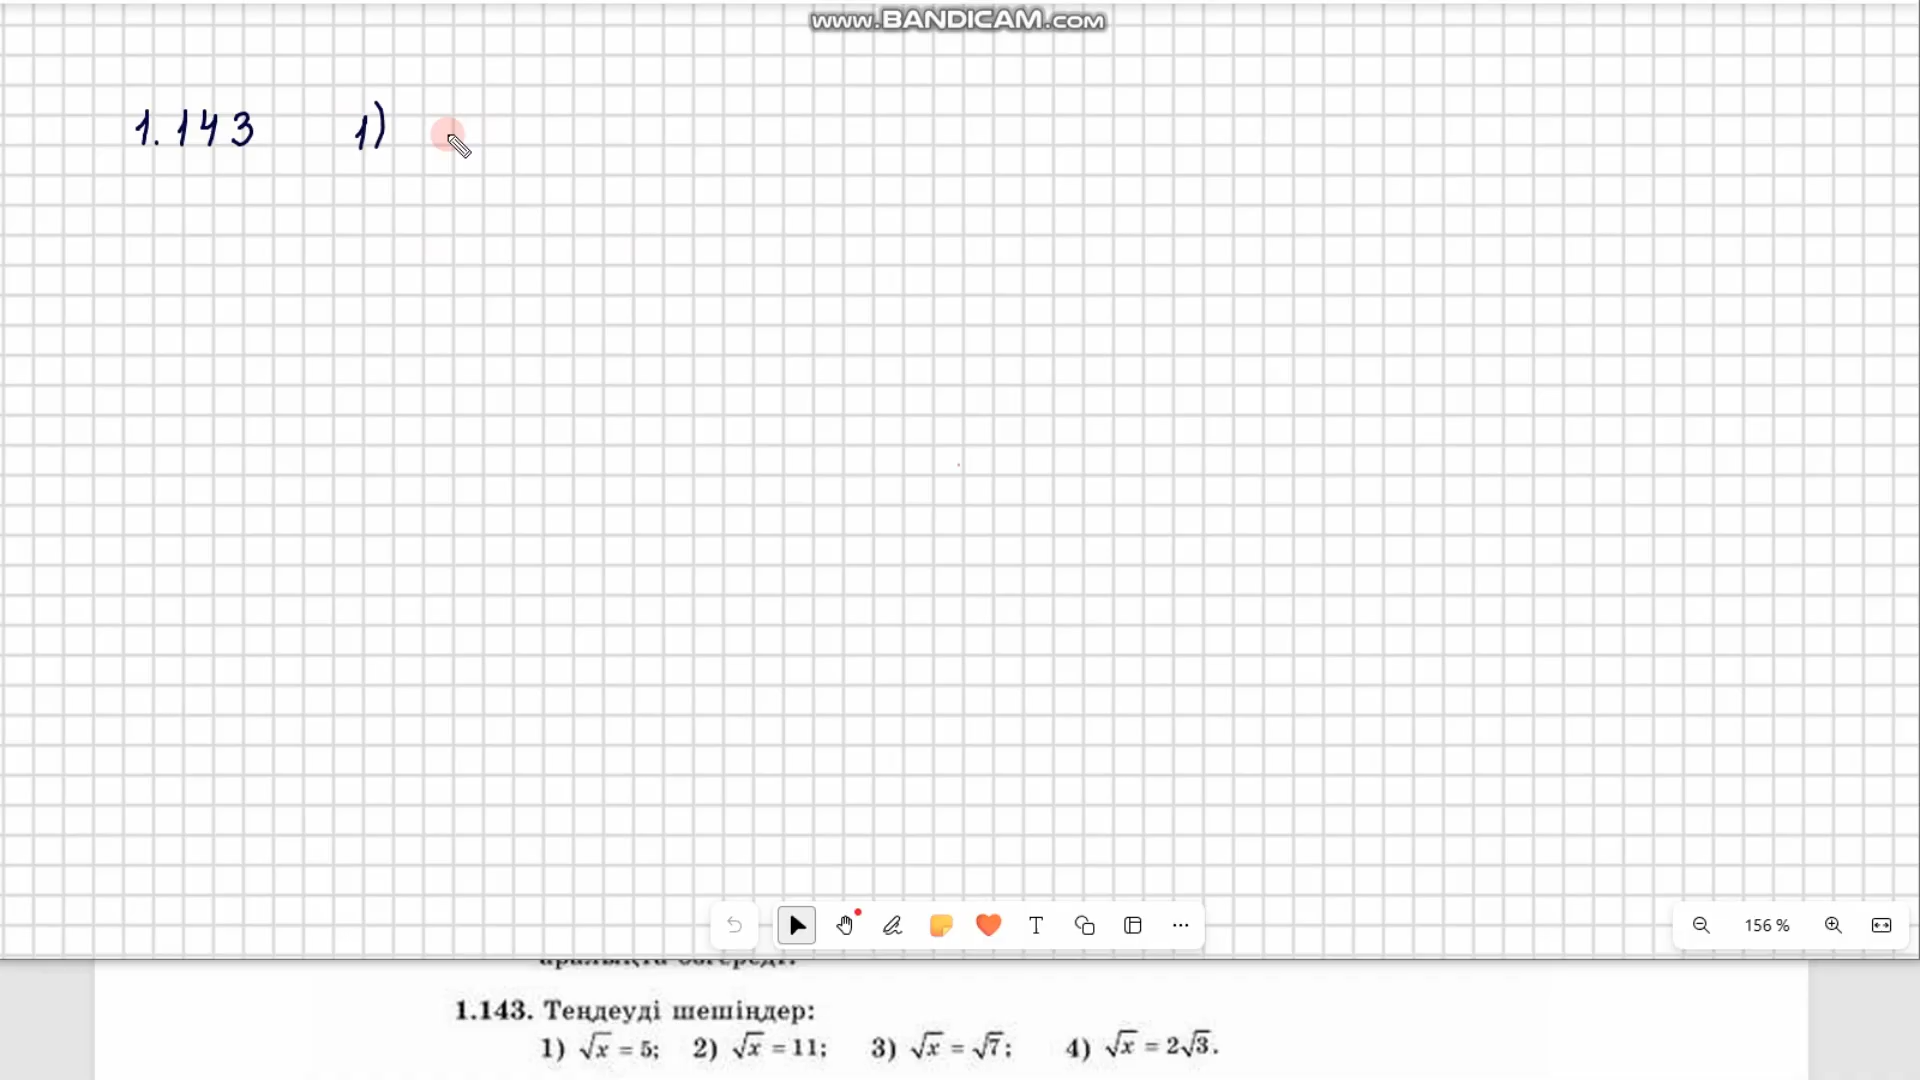 www.BANDICAM.com
1.143 1)
156 %
1.143. Теңдеуді шешіңдер:
1) √x = 5; 2) √x = 11; 3) √x = √7; 4) √x = 2√3.